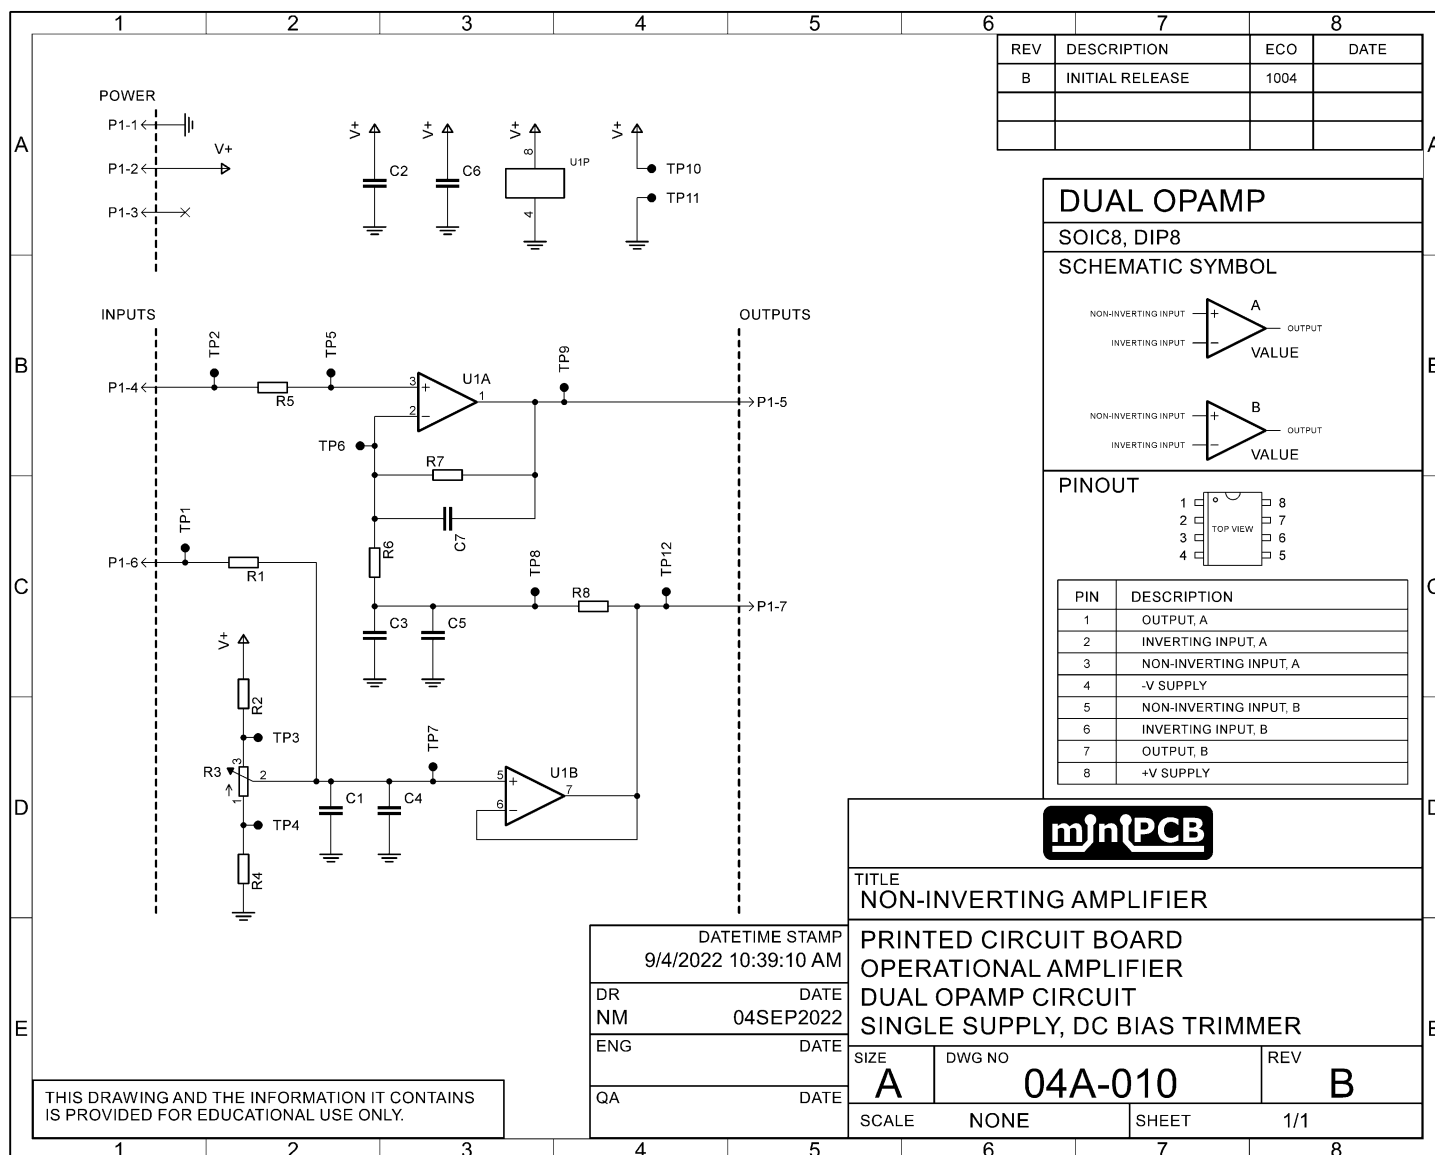 1 2 3 4 5 6 7 8
REV DESCRIPTION ECO DATE
B INITIAL RELEASE 1004
A
A
POWER
P1-1
P1-2
V+
P1-3
V+
C2
V+
C6
V+
8
U1P
4
V+
TP10
TP11
DUAL OPAMP
SOIC8, DIP8
SCHEMATIC SYMBOL
NON-INVERTING INPUT
+
A
OUTPUT
INVERTING INPUT
−
VALUE
NON-INVERTING INPUT
+
B
OUTPUT
INVERTING INPUT
−
VALUE
B
INPUTS
OUTPUTS
TP2
TP5
TP9
P1-4
R5
3
+
U1A
1
2
−
P1-5
TP6
R7
C7
R6
PINOUT
1 8
2 7
3 6
4 5
TOP VIEW
C
TP1
P1-6
R1
TP8
TP12
R8
P1-7
C3
C5
PIN DESCRIPTION
1 OUTPUT, A
2 INVERTING INPUT, A
3 NON-INVERTING INPUT, A
4 -V SUPPLY
5 NON-INVERTING INPUT, B
6 INVERTING INPUT, B
7 OUTPUT, B
8 +V SUPPLY
V+
R2
TP3
3
R3
2
1
TP4
R4
D
C1
C4
TP7
5
+
U1B
7
6
−
miniPCB
TITLE
NON-INVERTING AMPLIFIER
PRINTED CIRCUIT BOARD
OPERATIONAL AMPLIFIER
DUAL OPAMP CIRCUIT
SINGLE SUPPLY, DC BIAS TRIMMER
DATETIME STAMP
9/4/2022 10:39:10 AM
DR DATE
NM 04SEP2022
ENG DATE
QA DATE
SIZE DWG NO REV
A 04A-010 B
SCALE NONE SHEET 1/1
E
THIS DRAWING AND THE INFORMATION IT CONTAINS
IS PROVIDED FOR EDUCATIONAL USE ONLY.
1 2 3 4 5 6 7 8